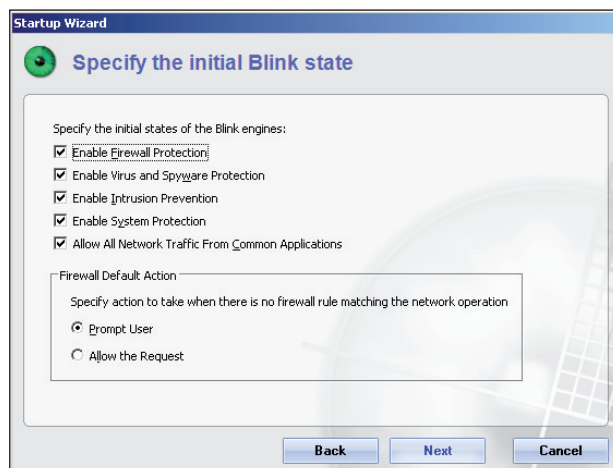 Startup Wizard
Specify the initial Blink state
Specify the initial states of the Blink engines:
Enable Firewall Protection
Enable Virus and Spyware Protection
Enable Intrusion Prevention
Enable System Protection
Allow All Network Traffic From Common Applications
Firewall Default Action
Specify action to take when there is no firewall rule matching the network operation
Prompt User
Allow the Request
Back Next Cancel